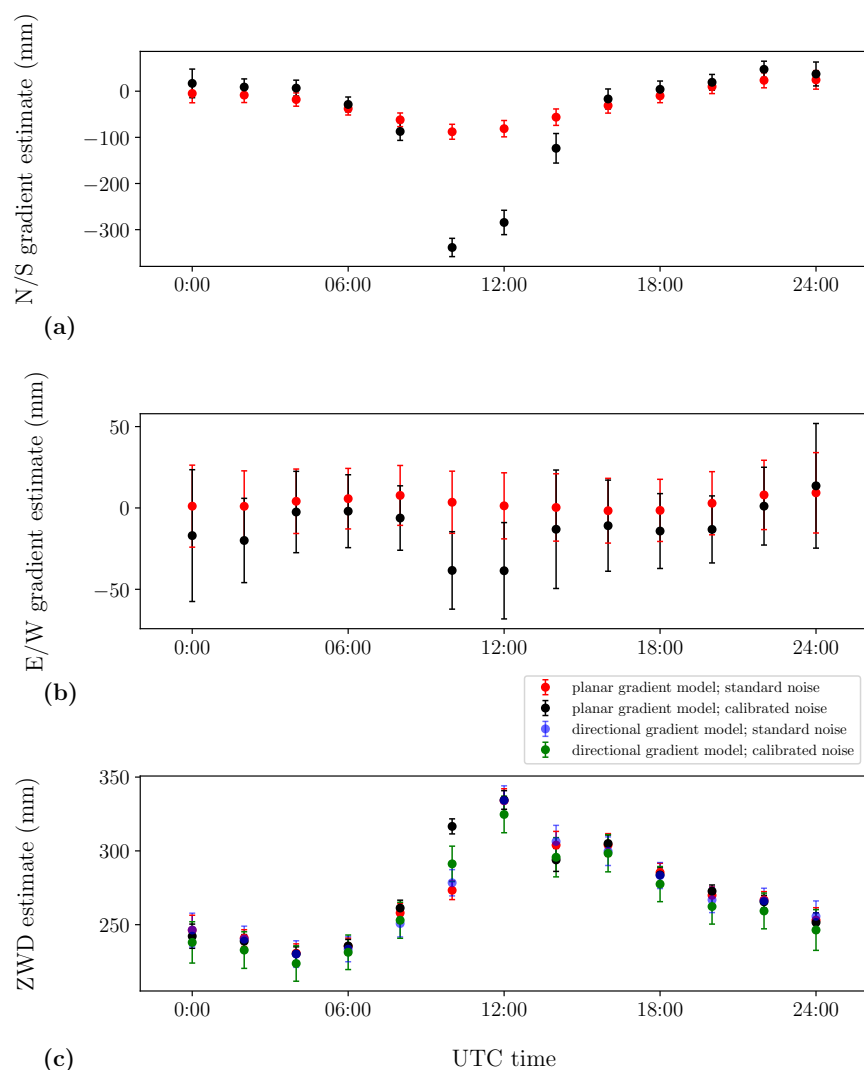 N/S gradient estimate (mm)
0
−100
−200
−300
0:00 06:00 12:00 18:00 24:00
(a)
E/W gradient estimate (mm)
50
0
−50
0:00 06:00 12:00 18:00 24:00
(b)
planar gradient model; standard noise
planar gradient model; calibrated noise
directional gradient model; standard noise
directional gradient model; calibrated noise
ZWD estimate (mm)
350
300
250
0:00 06:00 12:00 18:00 24:00
(c)
UTC time